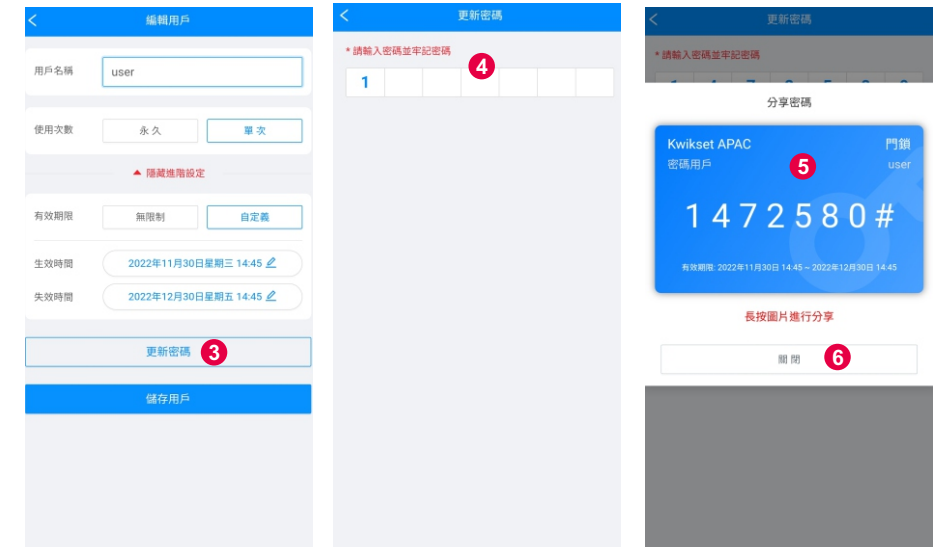 編輯用戶
用戶名稱 user
使用次數 永久 單次
隱藏進階設定
有效期限 無限制 自定義
生效時間 2022年11月30日星期三 14:45
失效時間 2022年12月30日星期五 14:45
更新密碼 3
儲存用戶
更新密碼
* 請輸入密碼並牢記密碼
4
1
更新密碼
* 請輸入密碼並牢記密碼
1 4 7 2 5 8 0
分享密碼
Kwikset APAC 門鎖
密碼用戶 5 user
1472580#
有效期限: 2022年11月30日 14:45 ~ 2022年12月30日 14:45
長按圖片進行分享
關閉 6